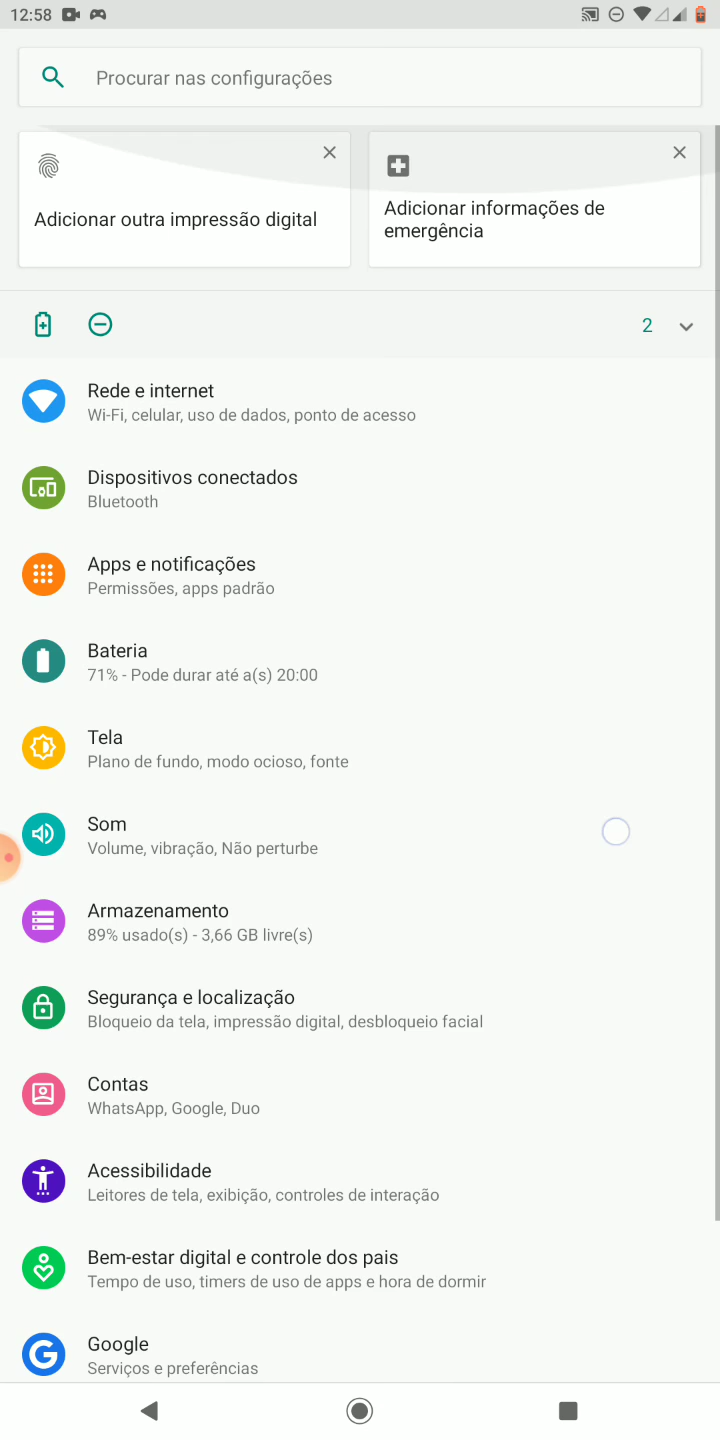 12:58
Procurar nas configurações
Adicionar outra impressão digital
Adicionar informações de
emergência
2
Rede e internet
Wi-Fi, celular, uso de dados, ponto de acesso
Dispositivos conectados
Bluetooth
Apps e notificações
Permissões, apps padrão
Bateria
71% - Pode durar até a(s) 20:00
Tela
Plano de fundo, modo ocioso, fonte
Som
Volume, vibração, Não perturbe
Armazenamento
89% usado(s) - 3,66 GB livre(s)
Segurança e localização
Bloqueio da tela, impressão digital, desbloqueio facial
Contas
WhatsApp, Google, Duo
Acessibilidade
Leitores de tela, exibição, controles de interação
Bem-estar digital e controle dos pais
Tempo de uso, timers de uso de apps e hora de dormir
Google
Serviços e preferências